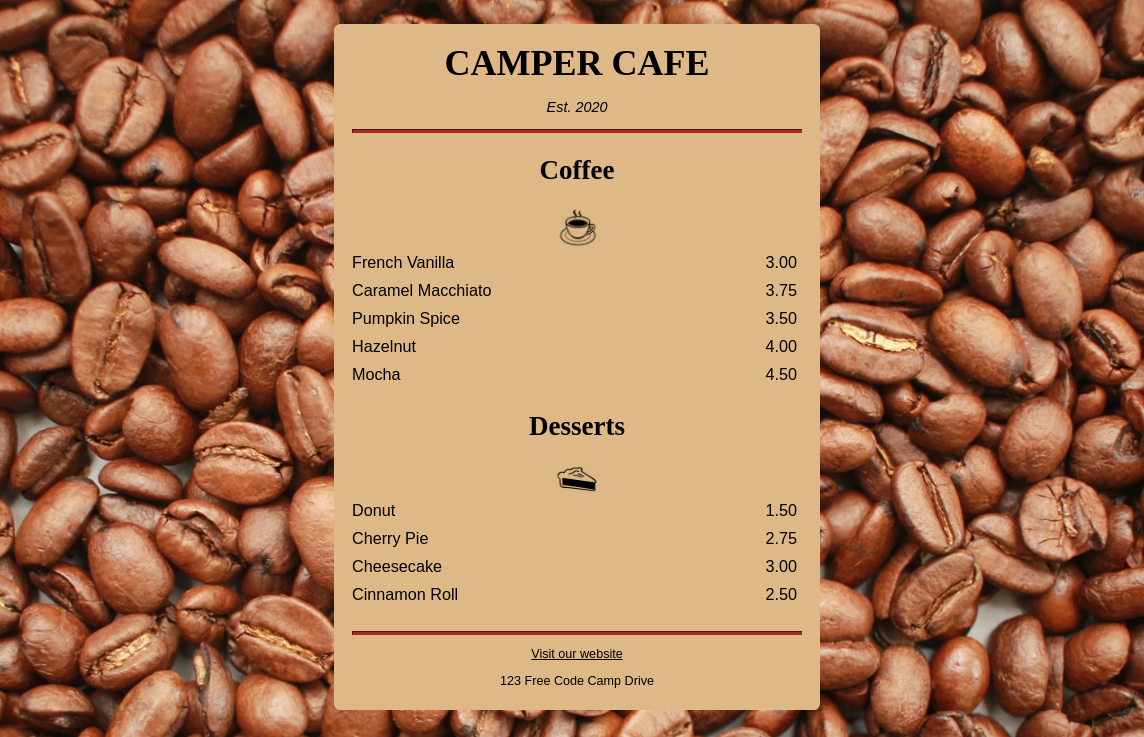 CAMPER CAFE
Est. 2020
Coffee
French Vanilla 3.00
Caramel Macchiato 3.75
Pumpkin Spice 3.50
Hazelnut 4.00
Mocha 4.50
Desserts
Donut 1.50
Cherry Pie 2.75
Cheesecake 3.00
Cinnamon Roll 2.50
Visit our website
123 Free Code Camp Drive